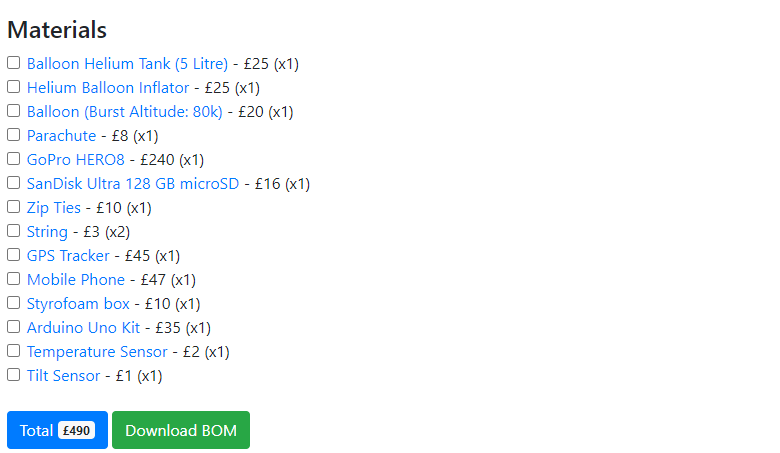 Materials
Balloon Helium Tank (5 Litre) - £25 (x1)
Helium Balloon Inflator - £25 (x1)
Balloon (Burst Altitude: 80k) - £20 (x1)
Parachute - £8 (x1)
GoPro HERO8 - £240 (x1)
SanDisk Ultra 128 GB microSD - £16 (x1)
Zip Ties - £10 (x1)
String - £3 (x2)
GPS Tracker - £45 (x1)
Mobile Phone - £47 (x1)
Styrofoam box - £10 (x1)
Arduino Uno Kit - £35 (x1)
Temperature Sensor - £2 (x1)
Tilt Sensor - £1 (x1)
Total £490 Download BOM